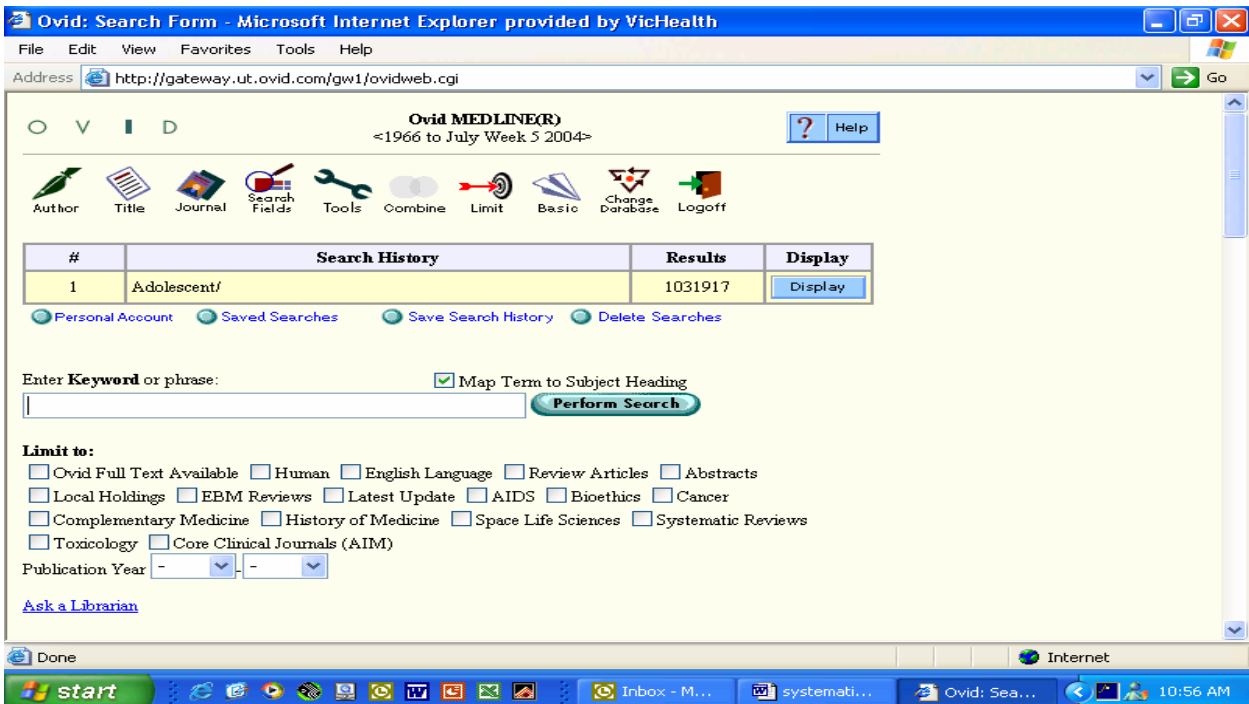 Ovid: Search Form - Microsoft Internet Explorer provided by VicHealth
File Edit View Favorites Tools Help
Address http://gateway.ut.ovid.com/gw1/ovidweb.cgi Go
O V I D
Ovid MEDLINE(R)
<1966 to July Week 5 2004>
? Help
Author Title Journal Search Fields Tools Combine Limit Basic Change Database Logoff
# Search History Results Display
1 Adolescent/ 1031917 Display
Personal Account Saved Searches Save Search History Delete Searches
Enter Keyword or phrase: Map Term to Subject Heading
Perform Search
Limit to:
Ovid Full Text Available Human English Language Review Articles Abstracts
Local Holdings EBM Reviews Latest Update AIDS Bioethics Cancer
Complementary Medicine History of Medicine Space Life Sciences Systematic Reviews
Toxicology Core Clinical Journals (AIM)
Publication Year - - -
Ask a Librarian
Done Internet
start Inbox - M... systemati... Ovid: Sea... 10:56 AM